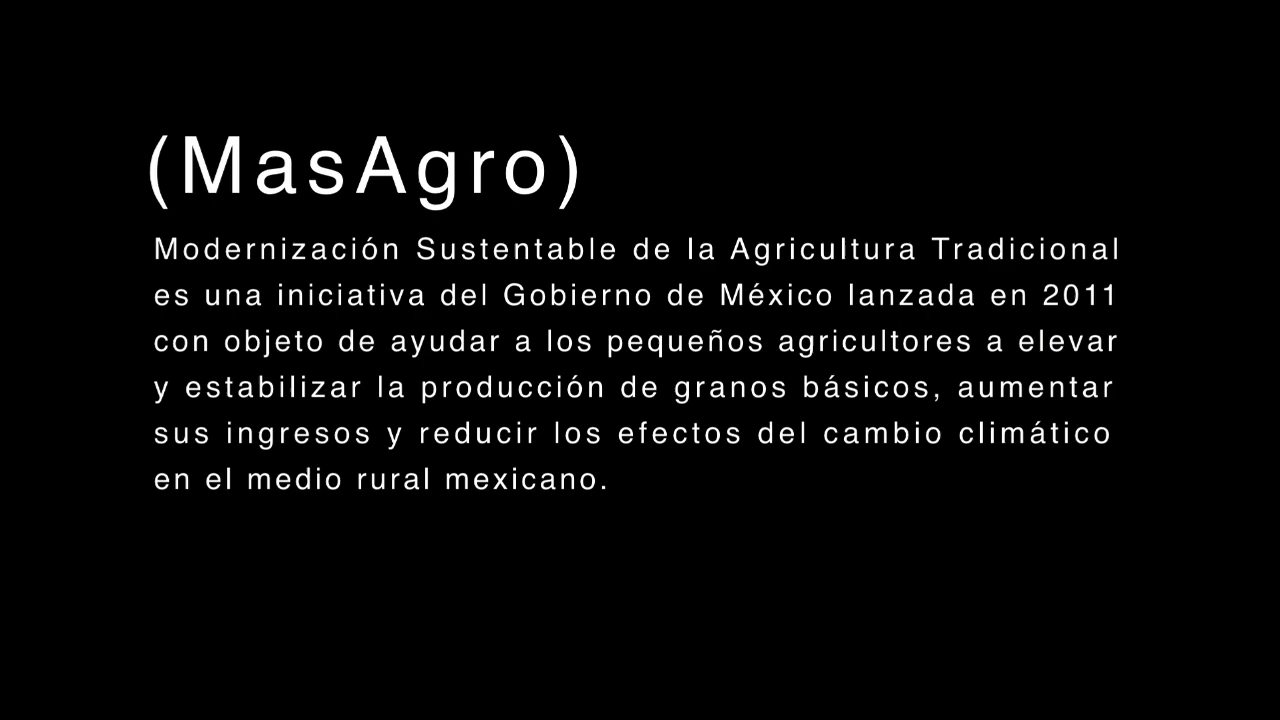 (MasAgro)
Modernización Sustentable de la Agricultura Tradicional
es una iniciativa del Gobierno de México lanzada en 2011
con objeto de ayudar a los pequeños agricultores a elevar
y estabilizar la producción de granos básicos, aumentar
sus ingresos y reducir los efectos del cambio climático
en el medio rural mexicano.